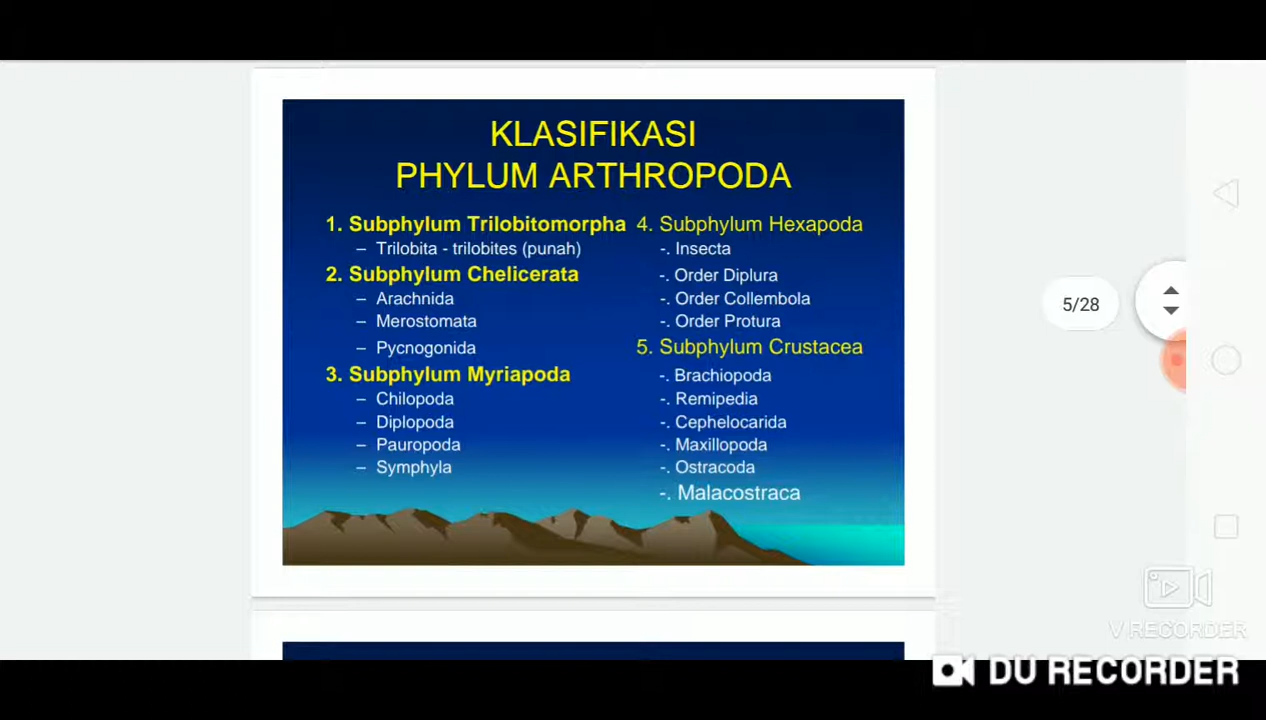 KLASIFIKASI
PHYLUM ARTHROPODA
1. Subphylum Trilobitomorpha
– Trilobita - trilobites (punah)
2. Subphylum Chelicerata
– Arachnida
– Merostomata
– Pycnogonida
3. Subphylum Myriapoda
– Chilopoda
– Diplopoda
– Pauropoda
– Symphyla
4. Subphylum Hexapoda
-. Insecta
-. Order Diplura
-. Order Collembola
-. Order Protura
5. Subphylum Crustacea
-. Brachiopoda
-. Remipedia
-. Cephelocarida
-. Maxillopoda
-. Ostracoda
-. Malacostraca
5/28
V RECORDER
DU RECORDER